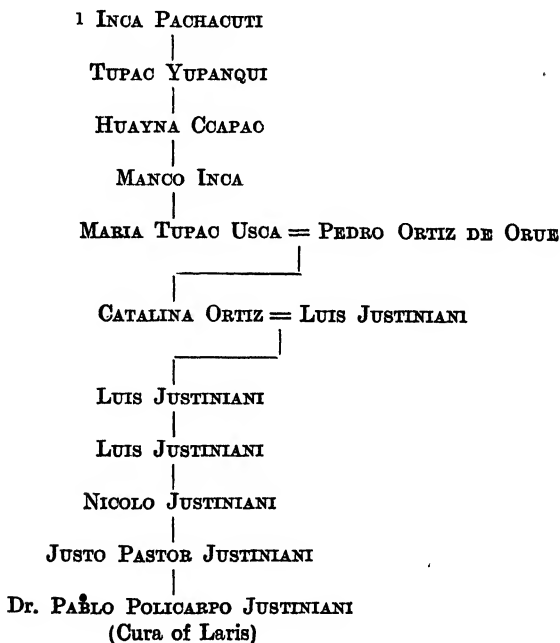 1 INCA PACHACUTI
TUPAC YUPANQUI
HUAYNA CCAPAC
MANCO INCA
MARIA TUPAC USCA = PEDRO ORTIZ DE ORUE
CATALINA ORTIZ = LUIS JUSTINIANI
LUIS JUSTINIANI
LUIS JUSTINIANI
NICOLO JUSTINIANI
JUSTO PASTOR JUSTINIANI
Dr. PABLO POLICARPO JUSTINIANI
(Cura of Laris)